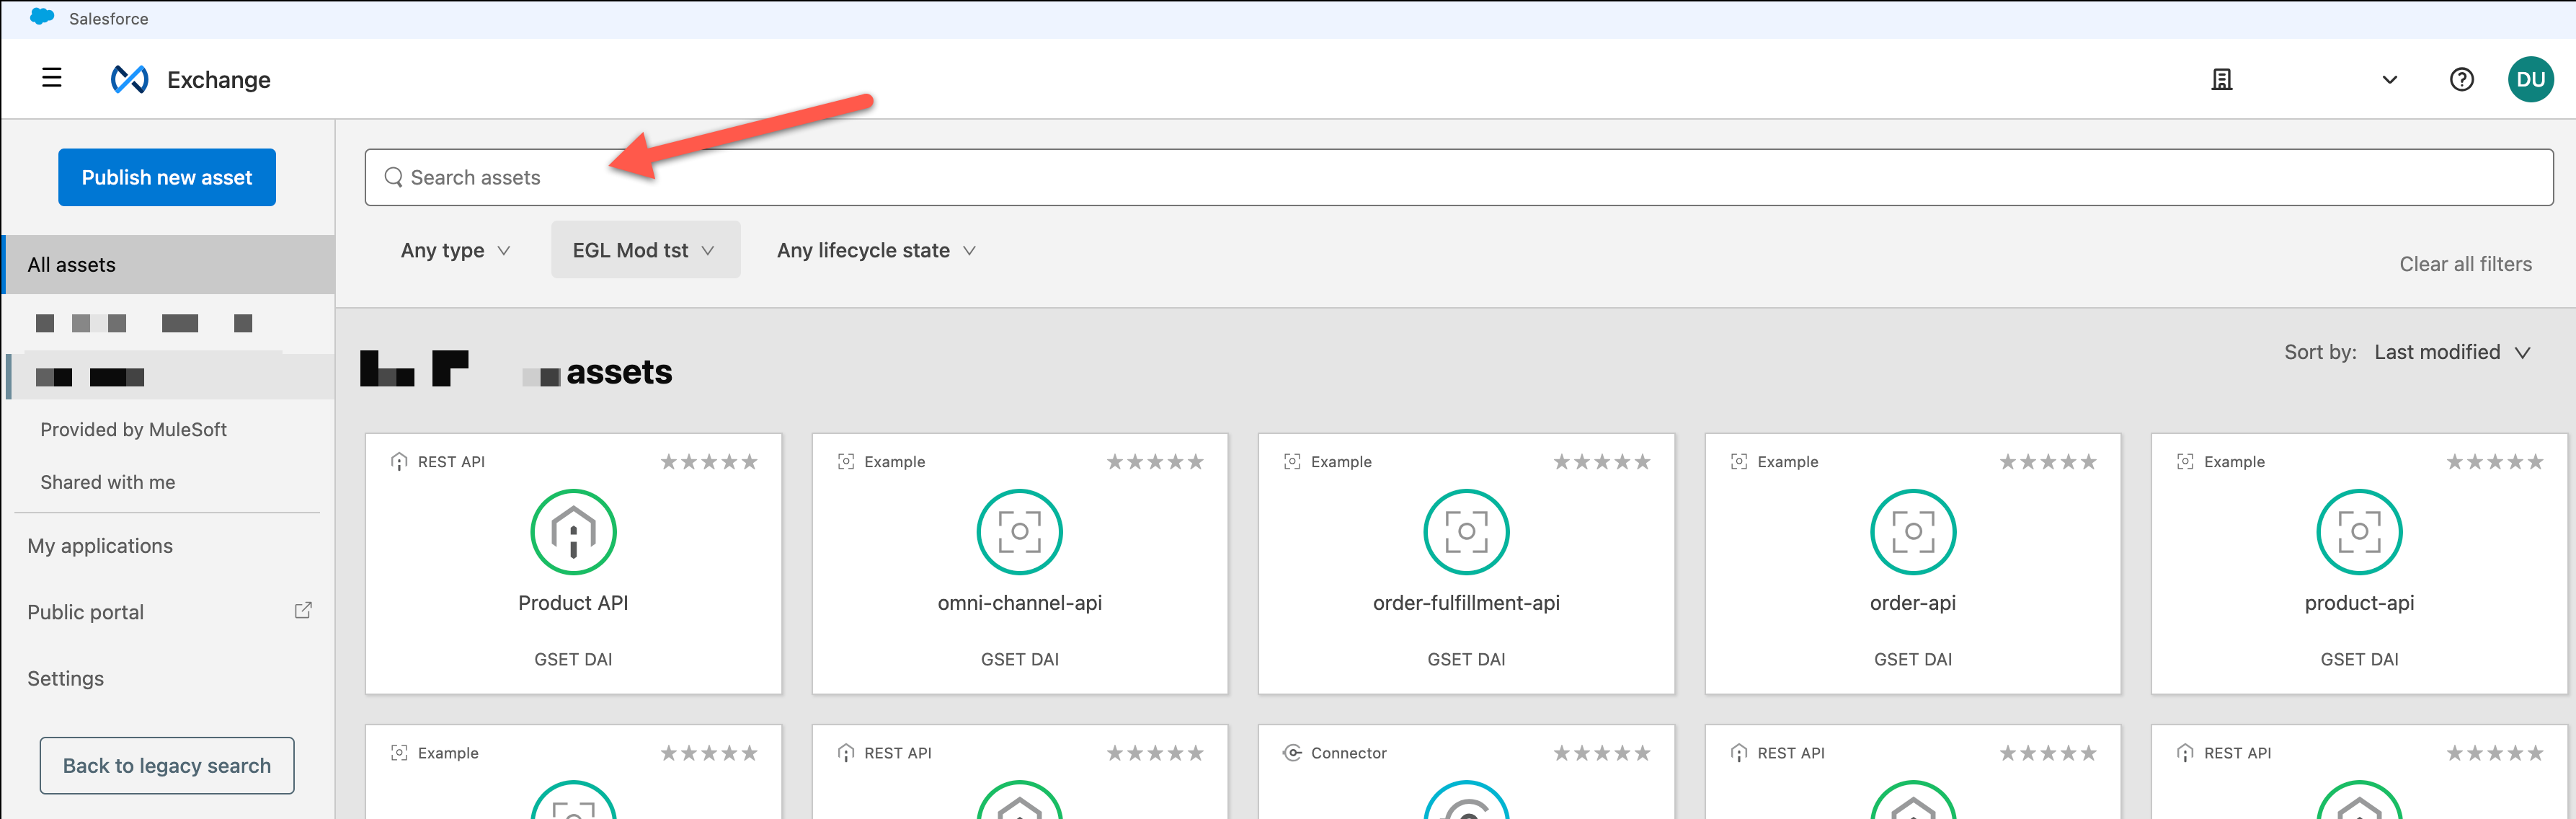 Salesforce
Exchange
DU
Publish new asset
Search assets
All assets
Any type
EGL Mod tst
Any lifecycle state
Clear all filters
Provided by MuleSoft
Shared with me
My applications
Public portal
Settings
Back to legacy search
assets
Sort by: Last modified
REST API
Product API
GSET DAI
Example
omni-channel-api
GSET DAI
Example
order-fulfillment-api
GSET DAI
Example
order-api
GSET DAI
Example
product-api
GSET DAI
Example
REST API
Connector
REST API
REST API